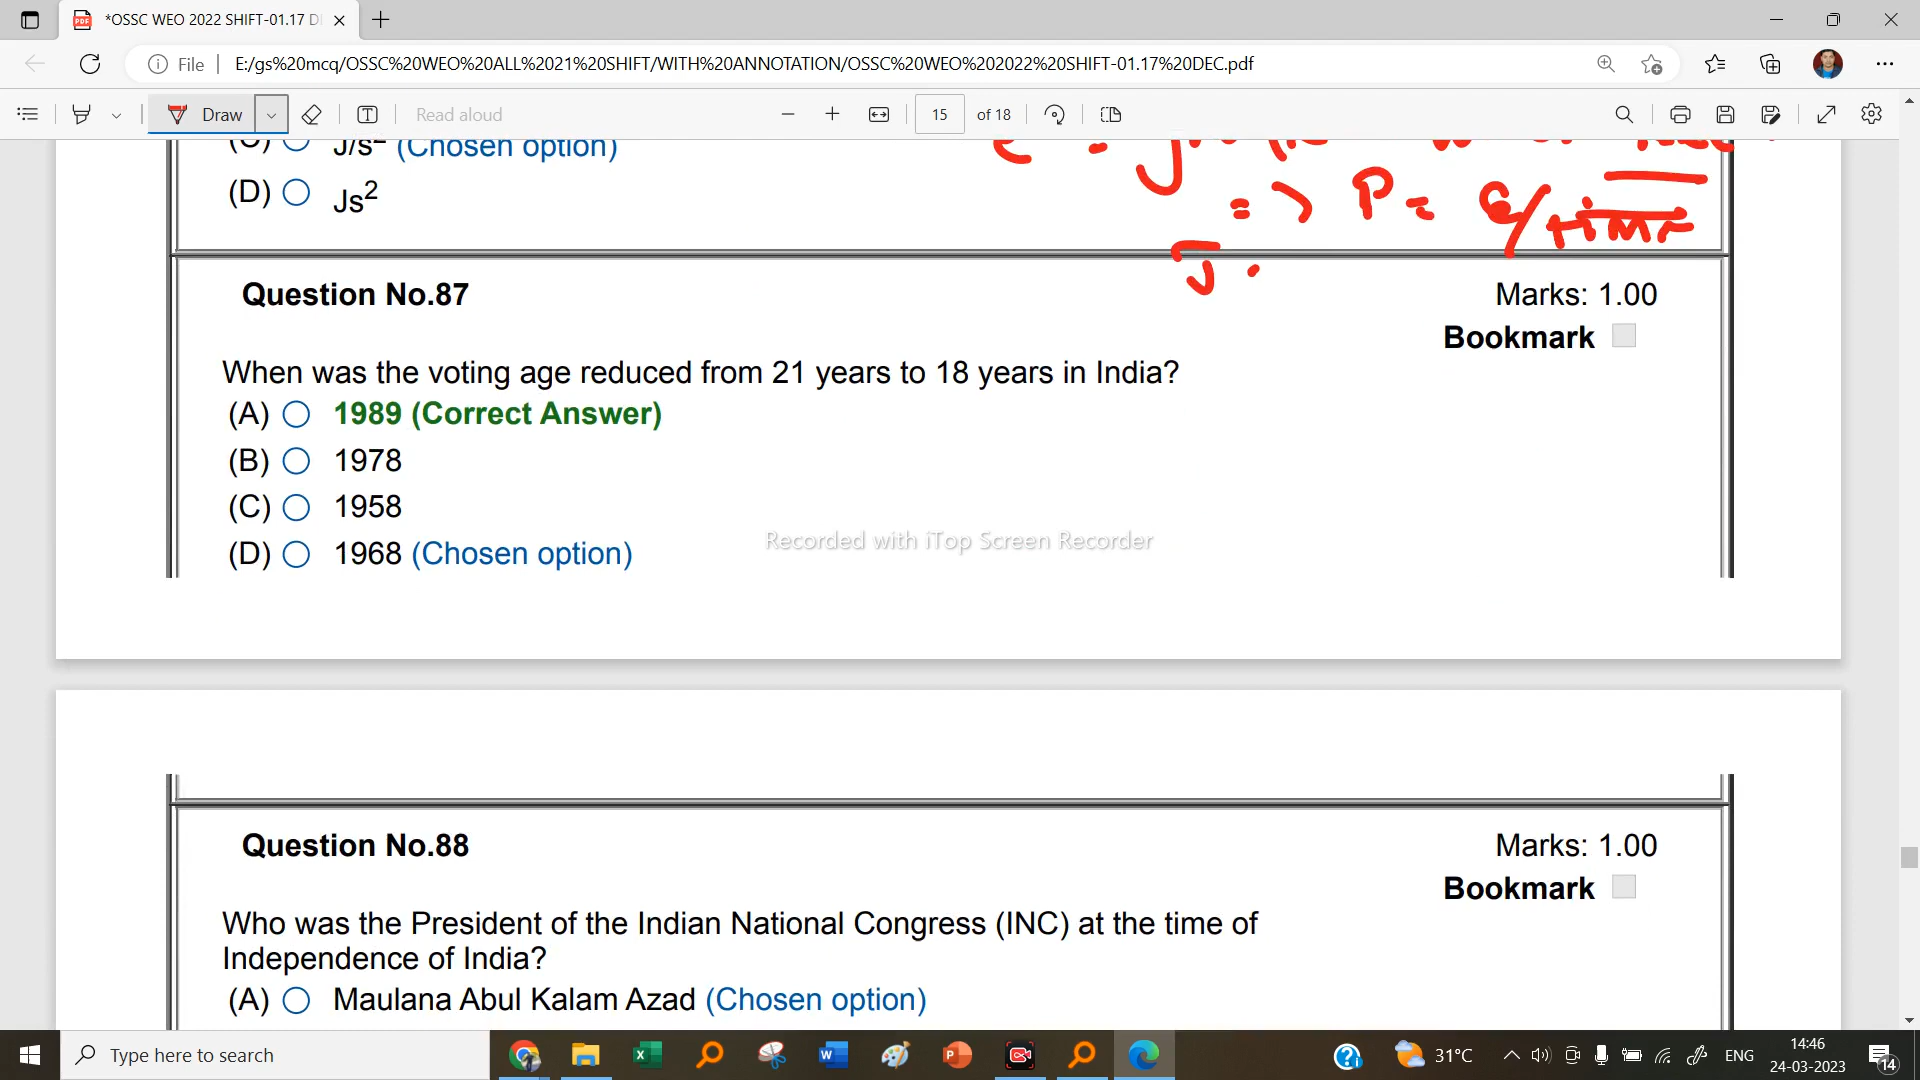 *OSSC WEO 2022 SHIFT-01.17 D
File
E:/gs%20mcq/OSSC%20WEO%20ALL%2021%20SHIFT/WITH%20ANNOTATION/OSSC%20WEO%202022%20SHIFT-01.17%20DEC.pdf
Draw
Read aloud
15 of 18
(C) J/s² (Chosen option)
(D) Js²
=> P = E/time
J
Question No.87
Marks: 1.00
Bookmark
When was the voting age reduced from 21 years to 18 years in India?
(A) 1989 (Correct Answer)
(B) 1978
(C) 1958
(D) 1968 (Chosen option)
Recorded with iTop Screen Recorder
Question No.88
Marks: 1.00
Bookmark
Who was the President of the Indian National Congress (INC) at the time of
Independence of India?
(A) Maulana Abul Kalam Azad (Chosen option)
Type here to search
31°C
ENG
14:46
24-03-2023
14